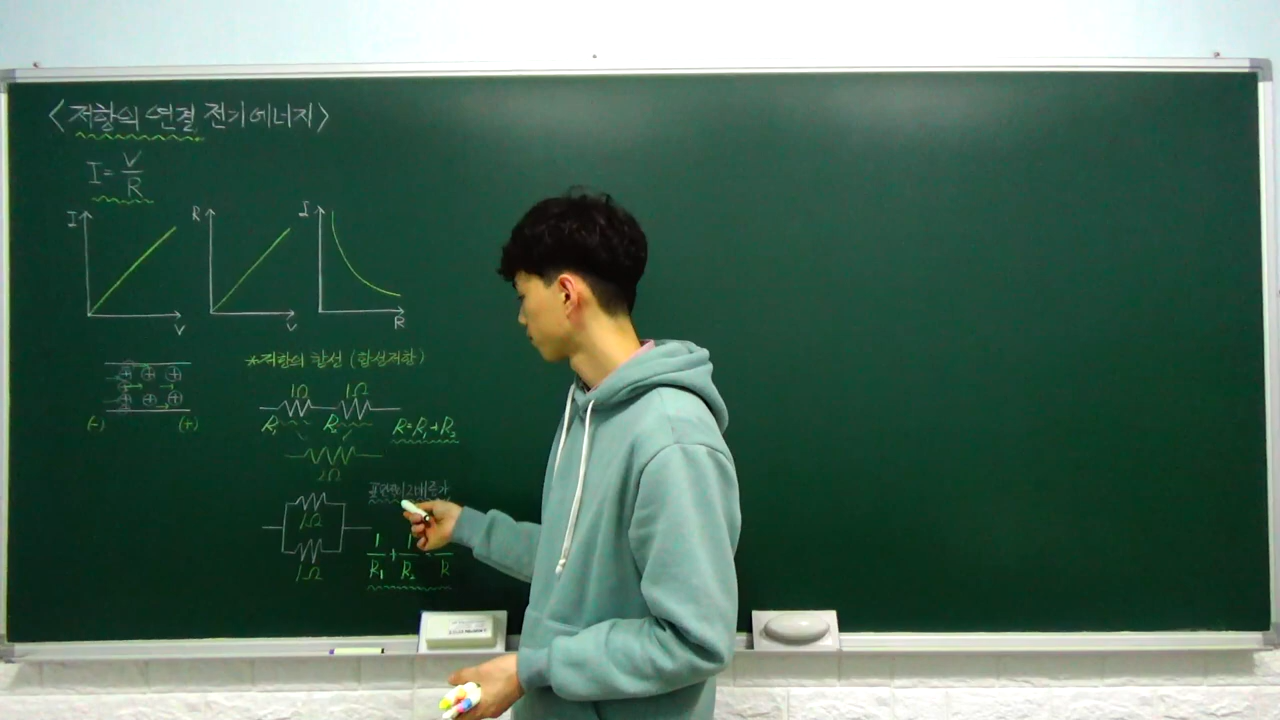 <저항의 연결, 전기에너지>
I = V/R
I
V
R
V
I
R
(-) (+)
*저항의 합성 (합성저항)
1Ω 1Ω
R₁ R₂ R=R₁+R₂
2Ω
1Ω
1Ω
1/R₁ + 1/R₂ = 1/R